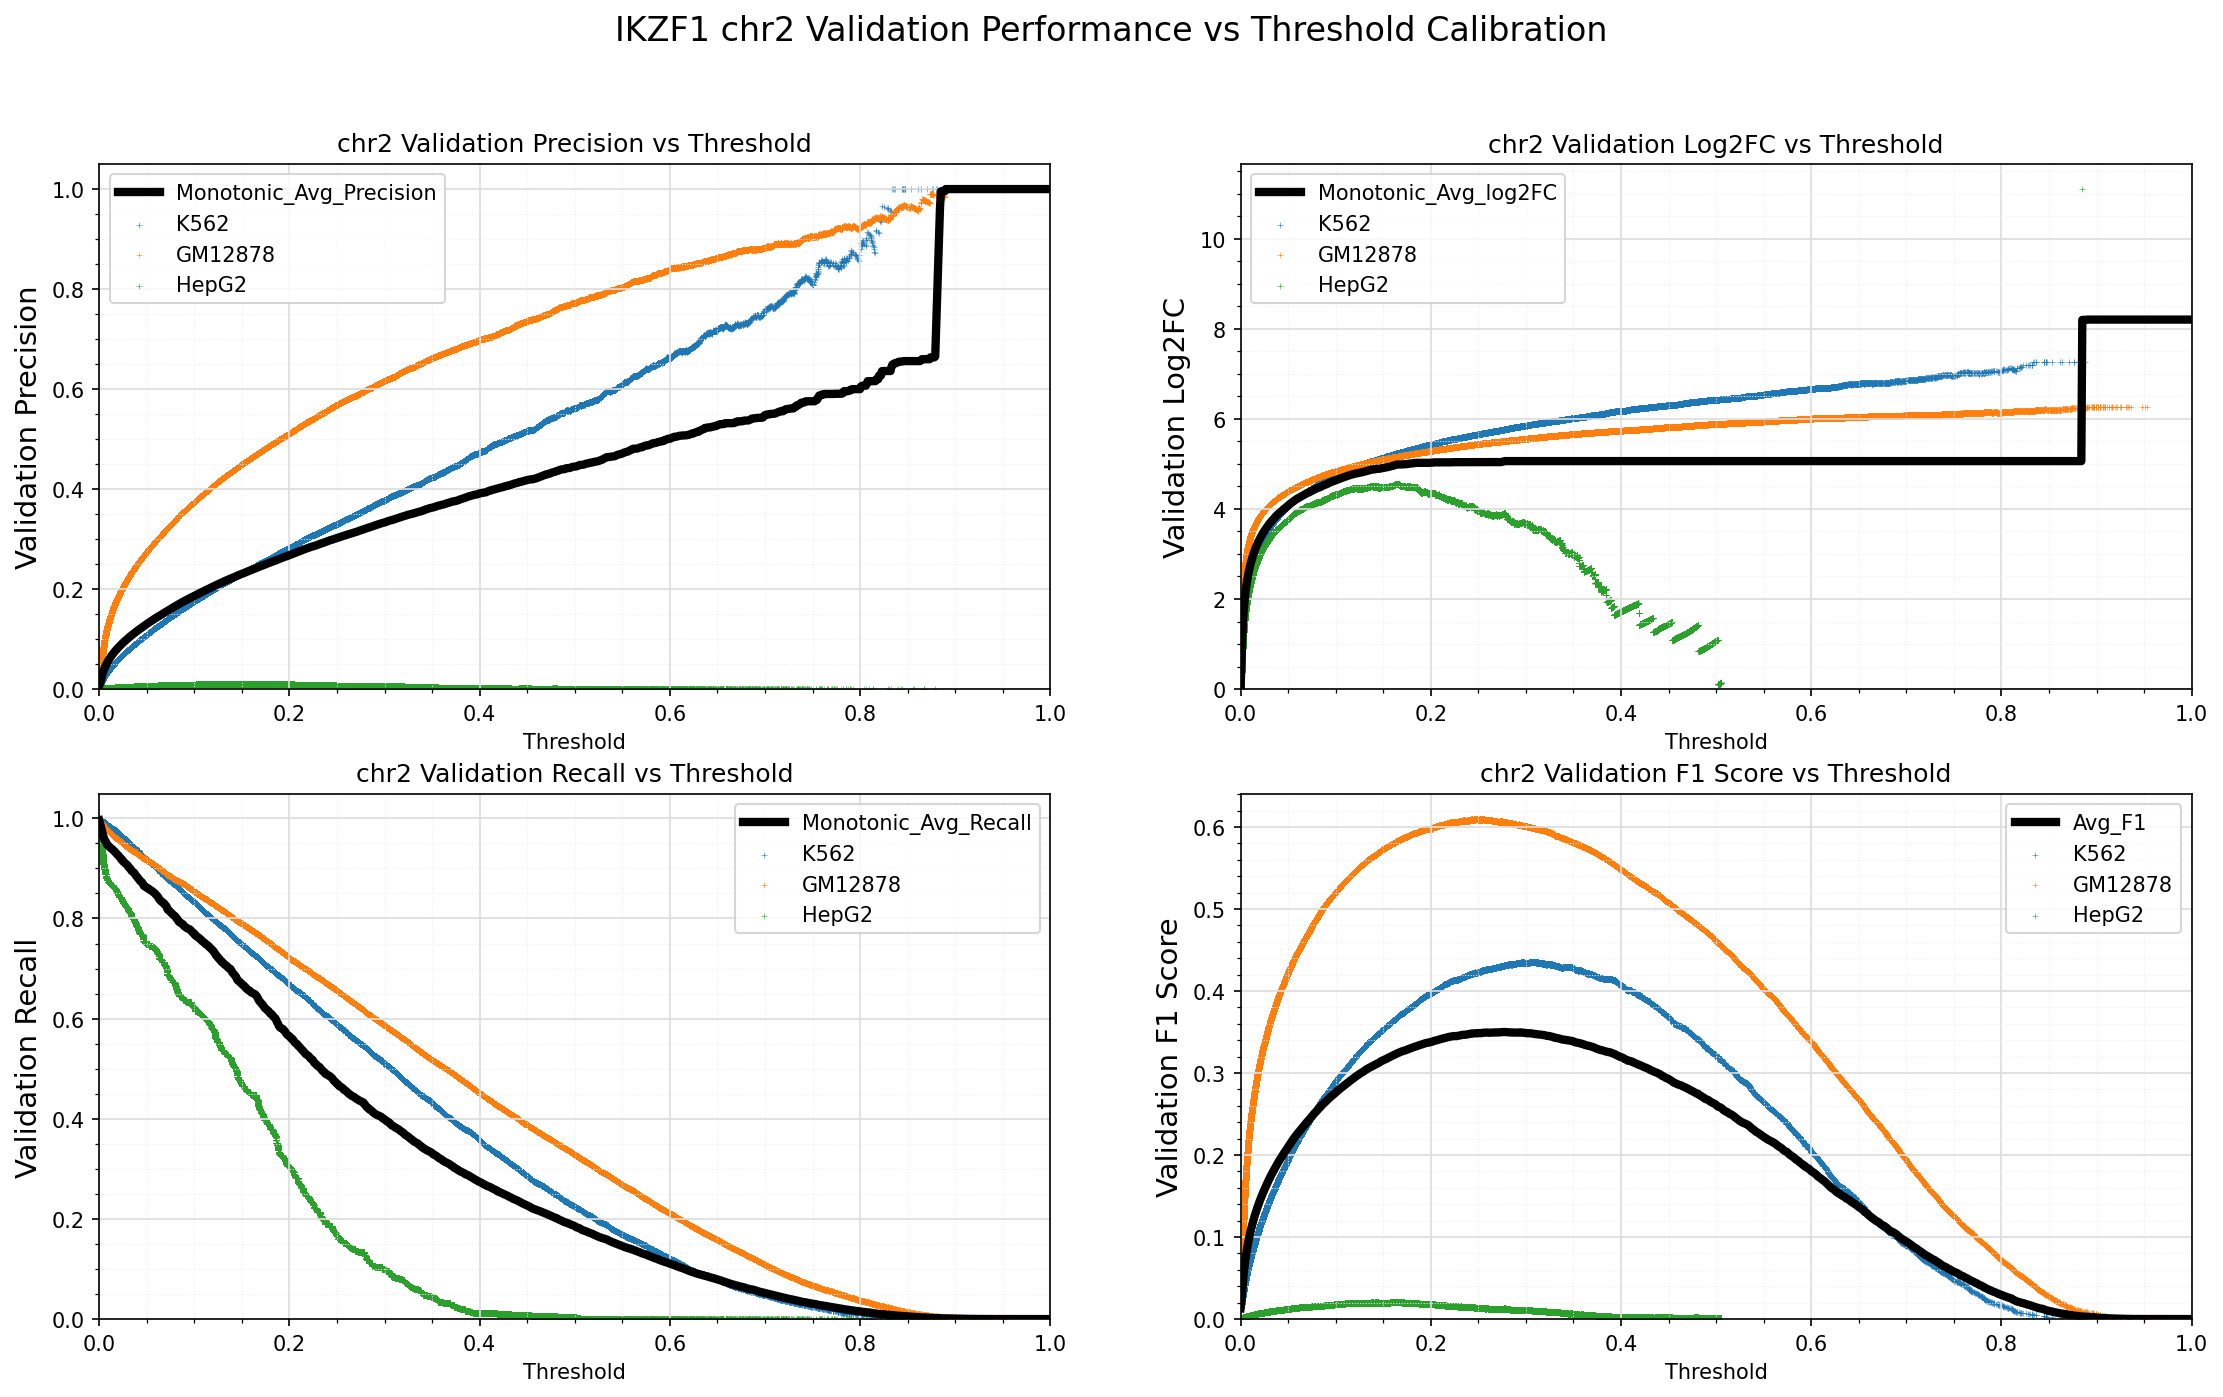 IKZF1 chr2 Validation Performance vs Threshold Calibration
chr2 Validation Precision vs Threshold
Validation Precision
1.0
0.8
0.6
0.4
0.2
0.0
Monotonic_Avg_Precision
K562
GM12878
HepG2
0.0 0.2 0.4 0.6 0.8 1.0
Threshold
chr2 Validation Log2FC vs Threshold
Validation Log2FC
10
8
6
4
2
0
Monotonic_Avg_log2FC
K562
GM12878
HepG2
0.0 0.2 0.4 0.6 0.8 1.0
Threshold
chr2 Validation Recall vs Threshold
Validation Recall
1.0
0.8
0.6
0.4
0.2
0.0
Monotonic_Avg_Recall
K562
GM12878
HepG2
0.0 0.2 0.4 0.6 0.8 1.0
Threshold
chr2 Validation F1 Score vs Threshold
Validation F1 Score
0.6
0.5
0.4
0.3
0.2
0.1
0.0
Avg_F1
K562
GM12878
HepG2
0.0 0.2 0.4 0.6 0.8 1.0
Threshold